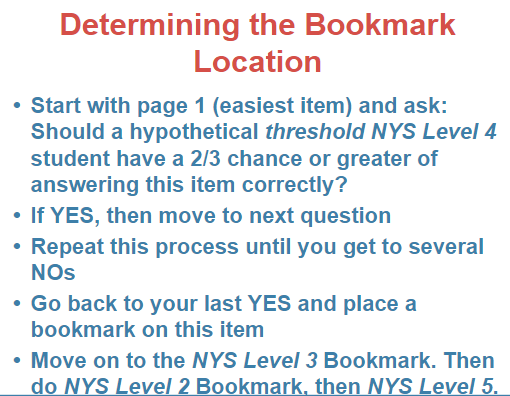 Determining the Bookmark
Location
• Start with page 1 (easiest item) and ask:
Should a hypothetical threshold NYS Level 4
student have a 2/3 chance or greater of
answering this item correctly?
• If YES, then move to next question
• Repeat this process until you get to several
NOs
• Go back to your last YES and place a
bookmark on this item
• Move on to the NYS Level 3 Bookmark. Then
do NYS Level 2 Bookmark, then NYS Level 5.